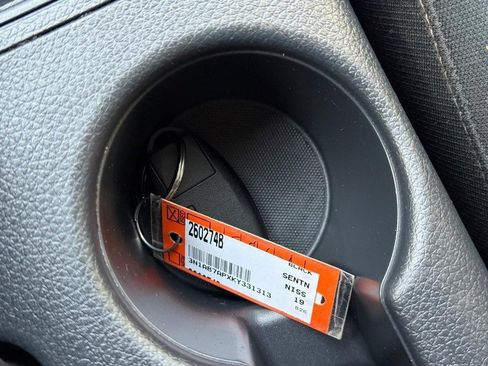 260274B
3N1AB7APXKY331313
BLACK
SENTN
NISS
19